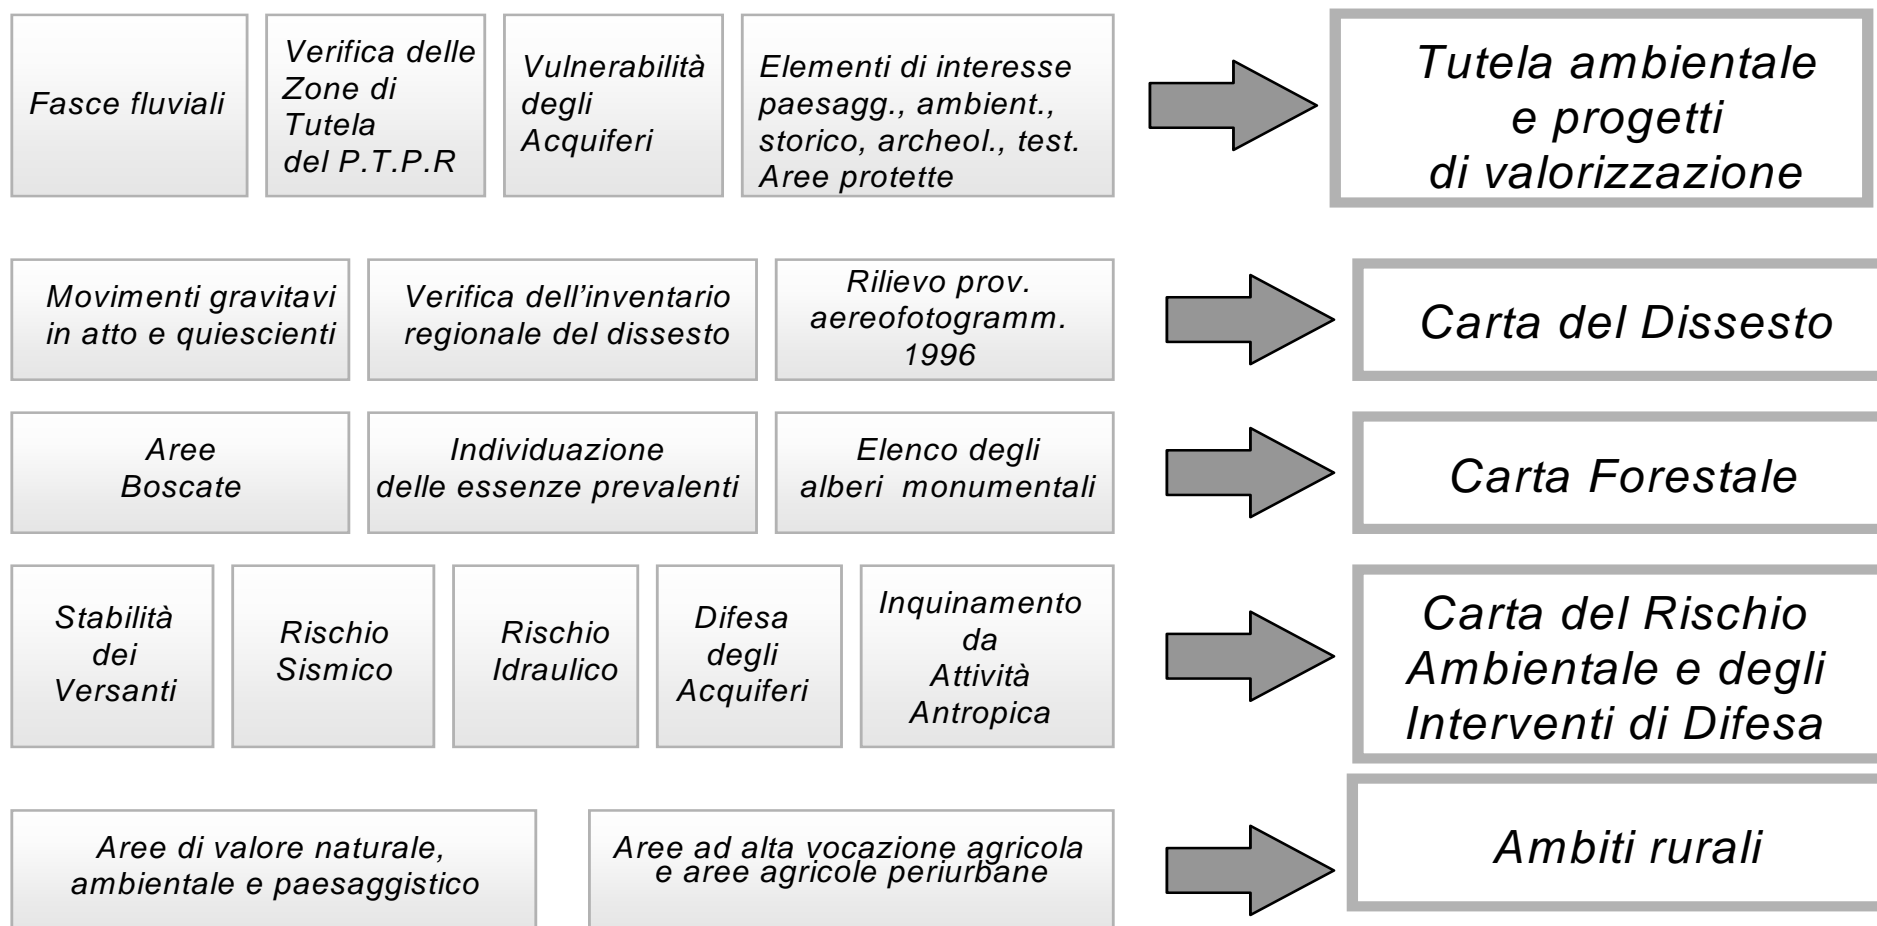 Fasce fluviali
Verifica delle
Zone di
Tutela
del P.T.P.R
Vulnerabilità
degli
Acquiferi
Elementi di interesse
paesagg., ambient.,
storico, archeol., test.
Aree protette
Tutela ambientale
e progetti
di valorizzazione
Movimenti gravitavi
in atto e quiescienti
Verifica dell'inventario
regionale del dissesto
Rilievo prov.
aereofotogramm.
1996
Carta del Dissesto
Aree
Boscate
Individuazione
delle essenze prevalenti
Elenco degli
alberi monumentali
Carta Forestale
Stabilità
dei
Versanti
Rischio
Sismico
Rischio
Idraulico
Difesa
degli
Acquiferi
Inquinamento
da
Attività
Antropica
Carta del Rischio
Ambientale e degli
Interventi di Difesa
Aree di valore naturale,
ambientale e paesaggistico
Aree ad alta vocazione agricola
e aree agricole periurbane
Ambiti rurali